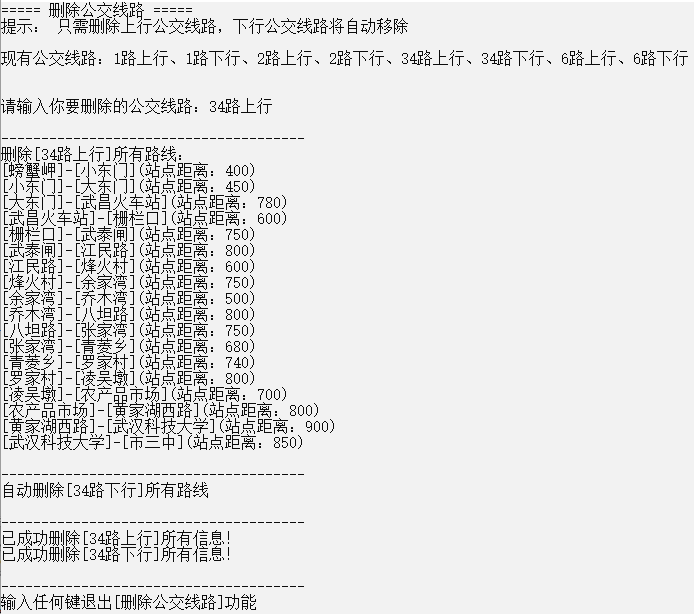 ===== 删除公交线路 =====
提示： 只需删除上行公交线路，下行公交线路将自动移除
现有公交线路：1路上行、1路下行、2路上行、2路下行、34路上行、34路下行、6路上行、6路下行
请输入你要删除的公交线路：34路上行
--------------------------------------
删除[34路上行]所有路线：
[螃蟹岬]-[小东门](站点距离：400)
[小东门]-[大东门](站点距离：450)
[大东门]-[武昌火车站](站点距离：780)
[武昌火车站]-[栅栏口](站点距离：600)
[栅栏口]-[武泰闸](站点距离：750)
[武泰闸]-[江民路](站点距离：800)
[江民路]-[烽火村](站点距离：600)
[烽火村]-[余家湾](站点距离：750)
[余家湾]-[乔木湾](站点距离：500)
[乔木湾]-[八坦路](站点距离：800)
[八坦路]-[张家湾](站点距离：750)
[张家湾]-[青菱乡](站点距离：680)
[青菱乡]-[罗家村](站点距离：740)
[罗家村]-[凌吴墩](站点距离：800)
[凌吴墩]-[农产品市场](站点距离：700)
[农产品市场]-[黄家湖西路](站点距离：800)
[黄家湖西路]-[武汉科技大学](站点距离：900)
[武汉科技大学]-[市三中](站点距离：850)
--------------------------------------
自动删除[34路下行]所有路线
--------------------------------------
已成功删除[34路上行]所有信息！
已成功删除[34路下行]所有信息！
--------------------------------------
输入任何键退出[删除公交线路]功能